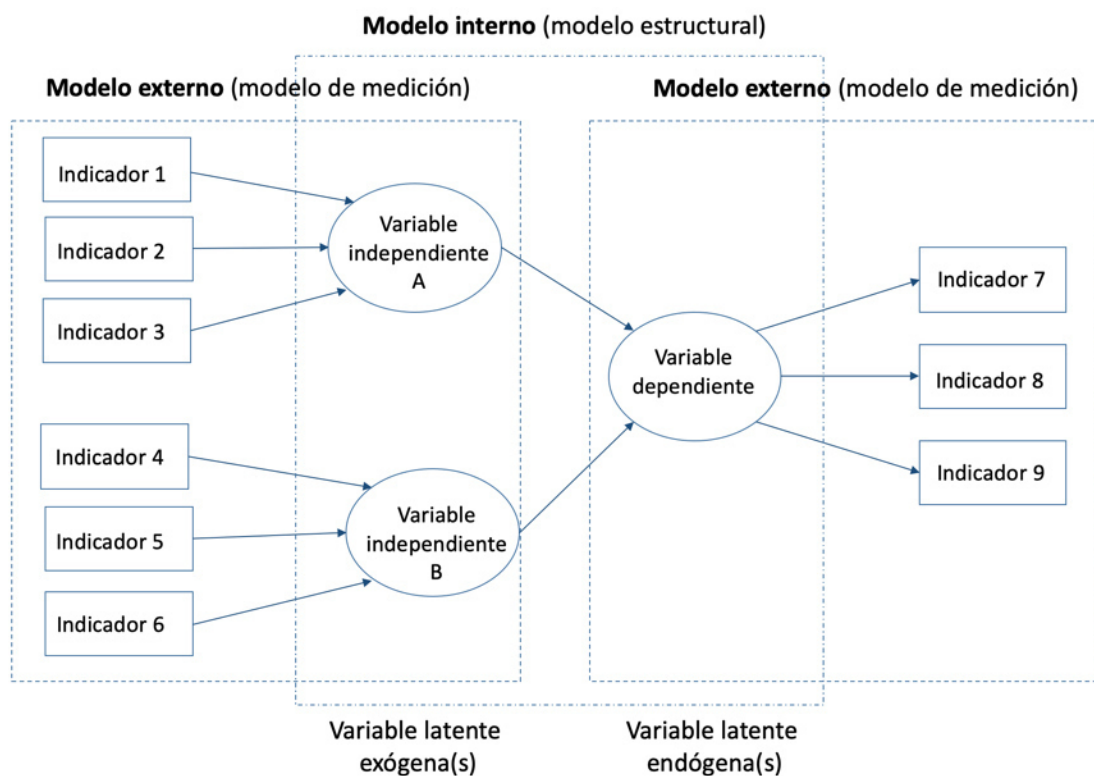 Modelo interno (modelo estructural)
Modelo externo (modelo de medición)
Modelo externo (modelo de medición)
Indicador 1
Indicador 2
Indicador 3
Variable
independiente
A
Indicador 4
Indicador 5
Indicador 6
Variable
independiente
B
Variable
dependiente
Indicador 7
Indicador 8
Indicador 9
Variable latente
exógena(s)
Variable latente
endógena(s)